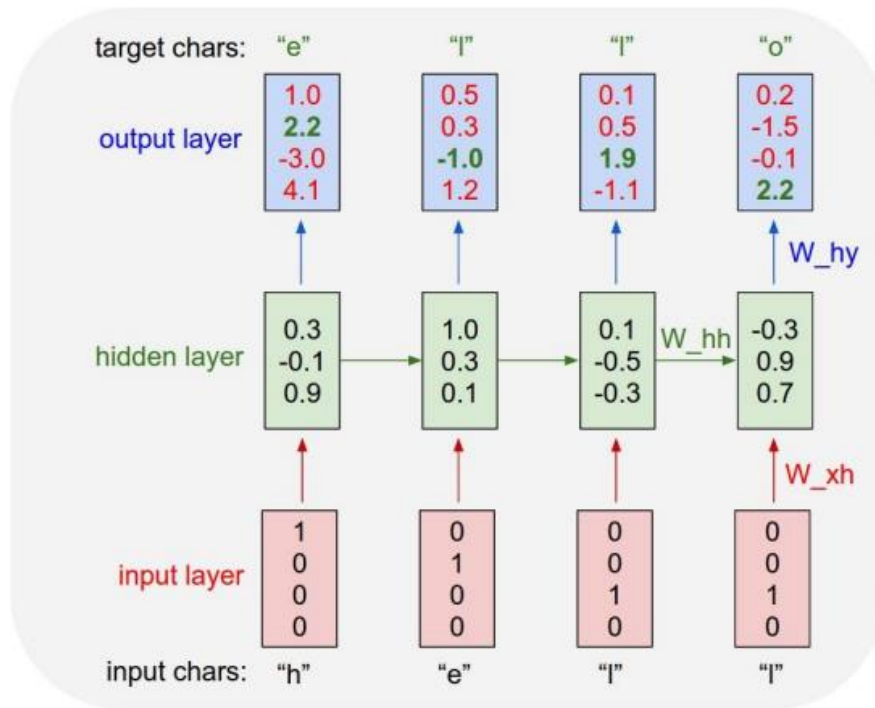 target chars: “e” “l” “l” “o”
1.0 0.5 0.1 0.2
2.2 0.3 0.5 -1.5
output layer
-3.0 -1.0 1.9 -0.1
4.1 1.2 -1.1 2.2
W_hy
0.3 1.0 0.1 -0.3
W_hh
hidden layer -0.1 0.3 -0.5 0.9
0.9 0.1 -0.3 0.7
W_xh
1 0 0 0
0 1 0 0
input layer
0 0 1 1
0 0 0 0
input chars: “h” “e” “l” “l”